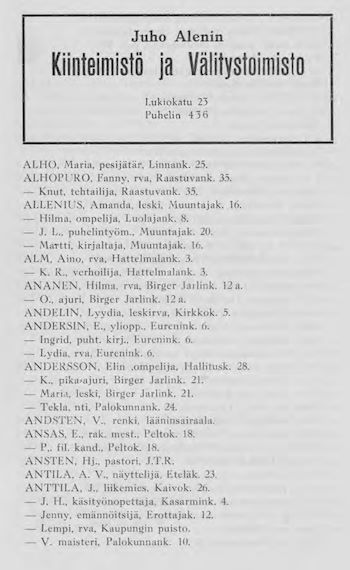 Juho Alenin
Kiinteimistö ja Välitystoimisto
Lukiokatu 23
Puhelin 436
ALHO, Maria, pesijätär, Linnank. 25.
ALHOPURO, Fanny, rva, Raastuvank. 35.
— Knut, tehtailija, Raastuvank. 35.
ALLENIUS, Amanda, leski, Muuntajak. 16.
— Hilma, ompelija, Luolajank. 8.
— J. L., puhelintyöm., Muuntajak. 20.
— Martti, kirjaltaja, Muuntajak. 16.
ALM, Aino, rva, Hattelmalank. 3.
— K. R., verhoilija, Hattelmalank. 3.
ANANEN, Hilma, rva, Birger Jarlink. 12 a.
— O., ajuri, Birger Jarlink. 12 a.
ANDELIN, Lyydia, leskirva, Kirkkok. 5.
ANDERSIN, E., yliopp., Eurenink. 6.
— Ingrid, puht. kirj., Eurenink. 6.
— Lydia, rva, Eurenink. 6.
ANDERSSON, Elin ,ompelija, Hallitusk. 28.
— K., pika-ajuri, Birger Jarlink. 21.
— Maria, leski, Birger Jarlink. 21.
— Tekla, nti, Palokunnank. 24.
ANDSTEN, V., renki, lääninsairaala.
ANSAS, E., rak. mest., Peltok. 18.
— P., fil. kand., Peltok. 18.
ANSTEN, Hj., pastori, J.T.R.
ANTILA, A. V., näyttelijä, Eteläk. 23.
ANTTILA, J., liikemies, Kaivok. 26.
— J. H., käsityönopettaja, Kasarmink. 4.
— Jenny, emännöitsijä, Erottajak. 12.
— Lempi, rva, Kaupungin puisto.
— V. maisteri, Palokunnank. 10.